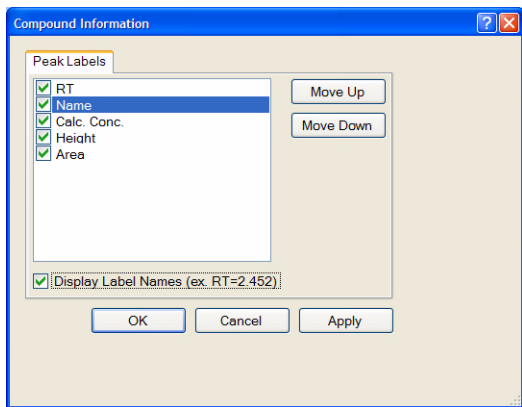 Compound Information
Peak Labels
RT
Name
Calc. Conc.
Height
Area
Move Up
Move Down
Display Label Names (ex. RT=2.452)
OK
Cancel
Apply